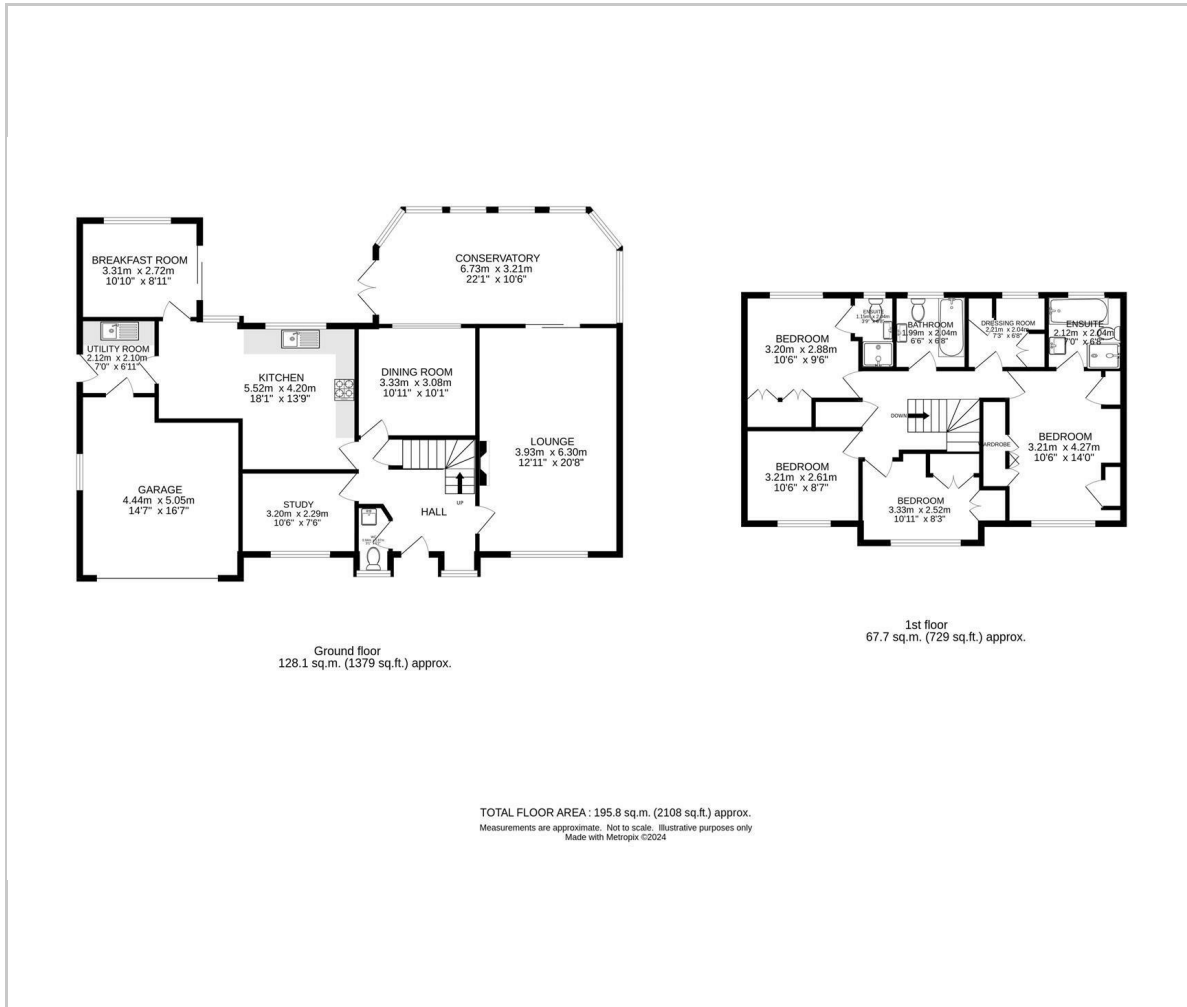 BREAKFAST ROOM
3.31m x 2.72m
10'10" x 8'11"
CONSERVATORY
6.73m x 3.21m
22'1" x 10'6"
UTILITY ROOM
2.12m x 2.10m
7'0" x 6'11"
KITCHEN
5.52m x 4.20m
18'1" x 13'9"
DINING ROOM
3.33m x 3.08m
10'11" x 10'1"
LOUNGE
3.93m x 6.30m
12'11" x 20'8"
GARAGE
4.44m x 5.05m
14'7" x 16'7"
STUDY
3.20m x 2.29m
10'6" x 7'6"
HALL
UP
Ground floor
128.1 sq.m. (1379 sq.ft.) approx.
BEDROOM
3.20m x 2.88m
10'6" x 9'6"
ENSUITE
1.15m x 2.04m
3'9" x
BATHROOM
1.99m x 2.04m
6'6" x 6'8"
DRESSING ROOM
2.21m x 2.04m
7'3" x 6'8"
ENSUITE
2.12m x 2.04m
7'0" x 6'8"
DOWN
ARDROBE
BEDROOM
3.21m x 4.27m
10'6" x 14'0"
BEDROOM
3.21m x 2.61m
10'6" x 8'7"
BEDROOM
3.33m x 2.52m
10'11" x 8'3"
1st floor
67.7 sq.m. (729 sq.ft.) approx.
TOTAL FLOOR AREA : 195.8 sq.m. (2108 sq.ft.) approx.
Measurements are approximate. Not to scale. Illustrative purposes only
Made with Metropix ©2024